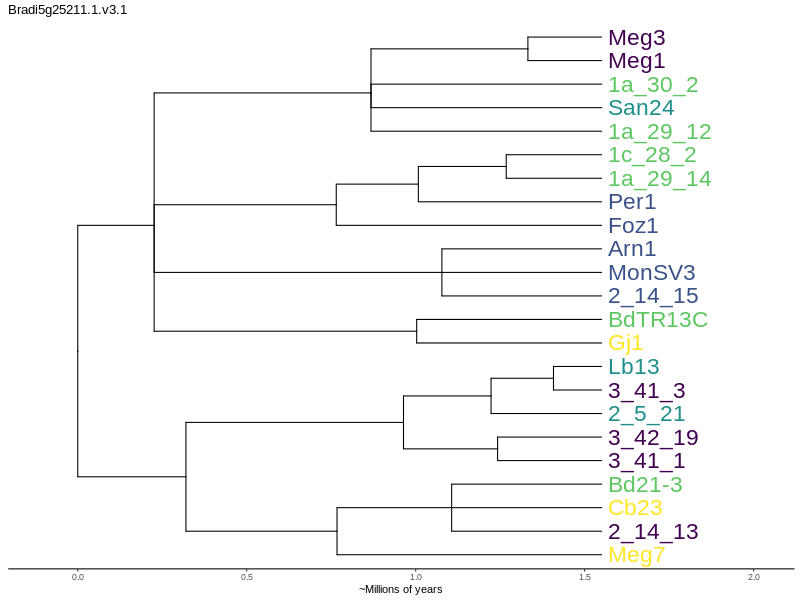 Bradi5g25211.1.v3.1
Meg3
Meg1
1a_30_2
San24
1a_29_12
1c_28_2
1a_29_14
Per1
Foz1
Arn1
MonSV3
2_14_15
BdTR13C
Gj1
Lb13
3_41_3
2_5_21
3_42_19
3_41_1
Bd21-3
Cb23
2_14_13
Meg7
0.0 0.5 1.0 1.5 2.0
~Millions of years